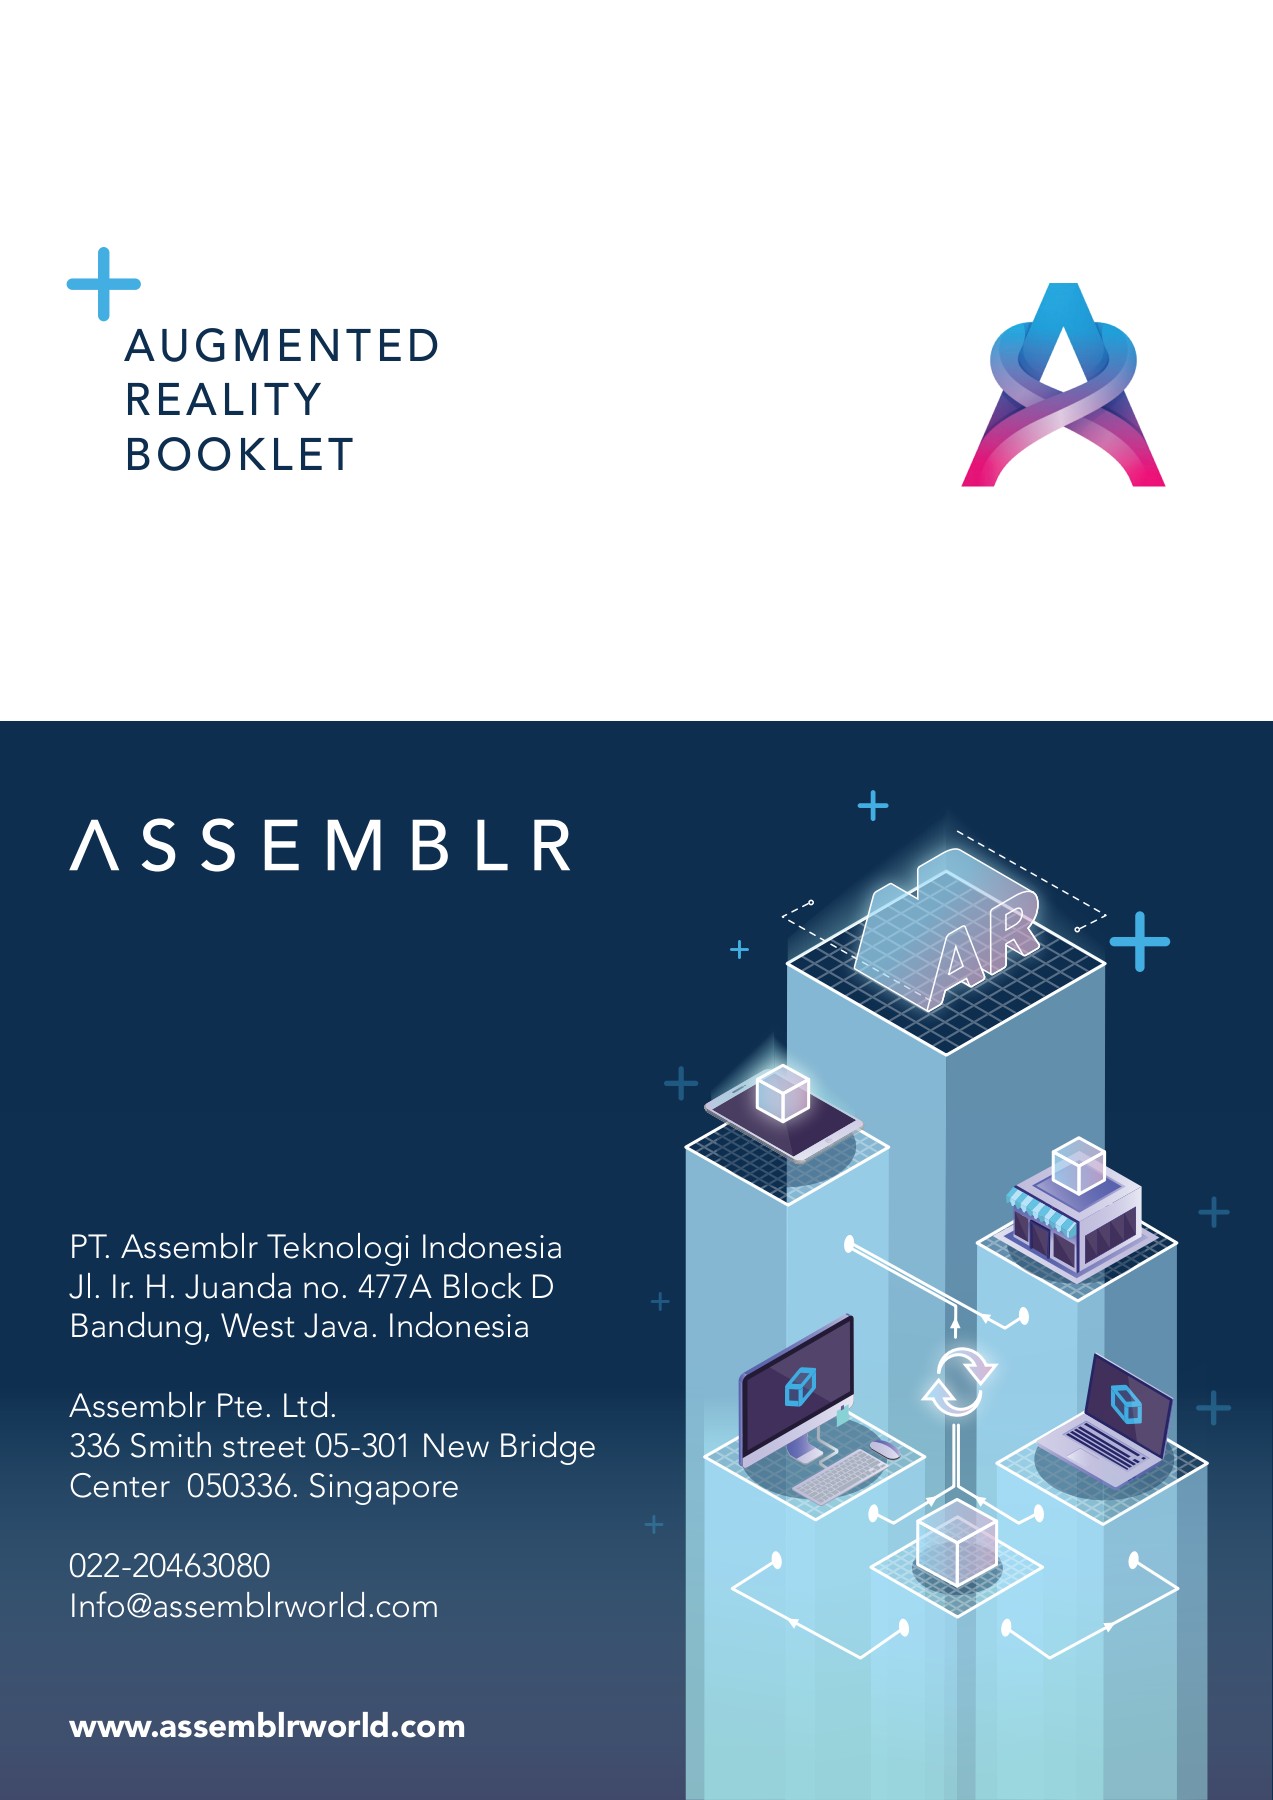 AUGMENTED
REALITY
BOOKLET
ASSEMBLR
AR
PT. Assemblr Teknologi Indonesia
Jl. Ir. H. Juanda no. 477A Block D
Bandung, West Java. Indonesia
Assemblr Pte. Ltd.
336 Smith street 05-301 New Bridge
Center  050336. Singapore
022-20463080
Info@assemblrworld.com
www.assemblrworld.com